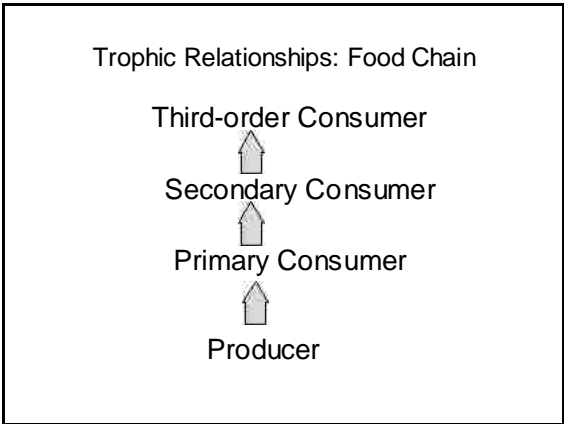 Trophic Relationships: Food Chain
Third-order Consumer
Secondary Consumer
Primary Consumer
Producer